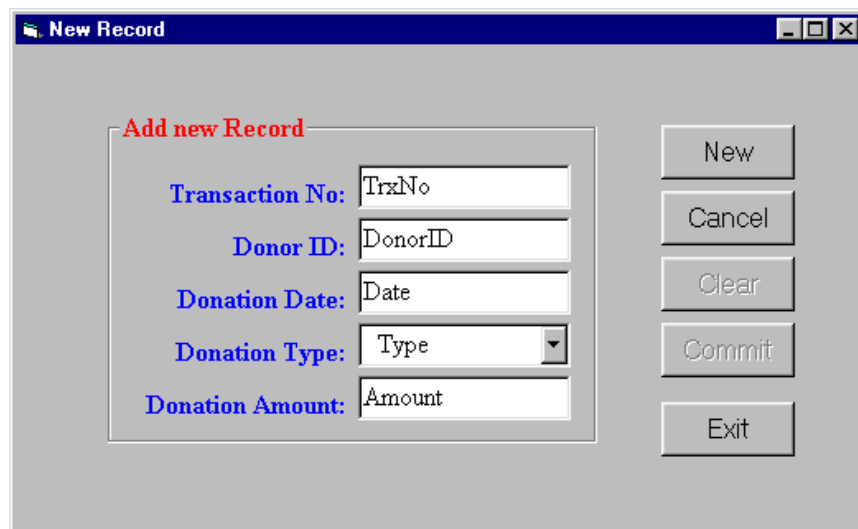 New Record
Add new Record
Transaction No: TrxNo
Donor ID: DonorID
Donation Date: Date
Donation Type: Type
Donation Amount: Amount
New
Cancel
Clear
Commit
Exit